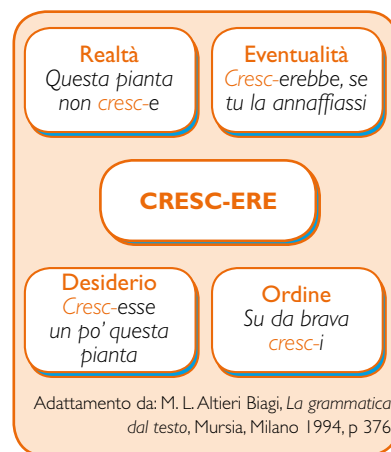 Realtà
Questa pianta
non cresc-e
Eventualità
Cresc-erebbe, se
tu la annaffiassi
CRESC-ERE
Desiderio
Cresc-esse
un po' questa
pianta
Ordine
Su da brava
cresc-i
Adattamento da: M. L. Altieri Biagi, La grammatica
dal testo, Mursia, Milano 1994, p 376